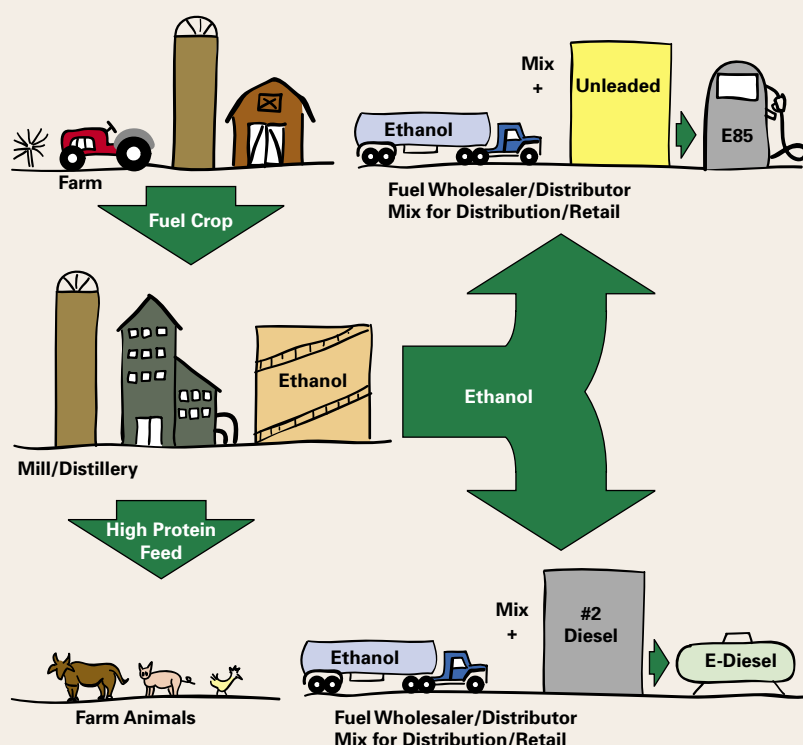 Mix
+
Unleaded
Ethanol
E85
Farm
Fuel Wholesaler/Distributor
Mix for Distribution/Retail
Fuel Crop
Ethanol
Ethanol
Mill/Distillery
High Protein
Feed
Mix
+
#2
Diesel
Ethanol
E-Diesel
Farm Animals
Fuel Wholesaler/Distributor
Mix for Distribution/Retail